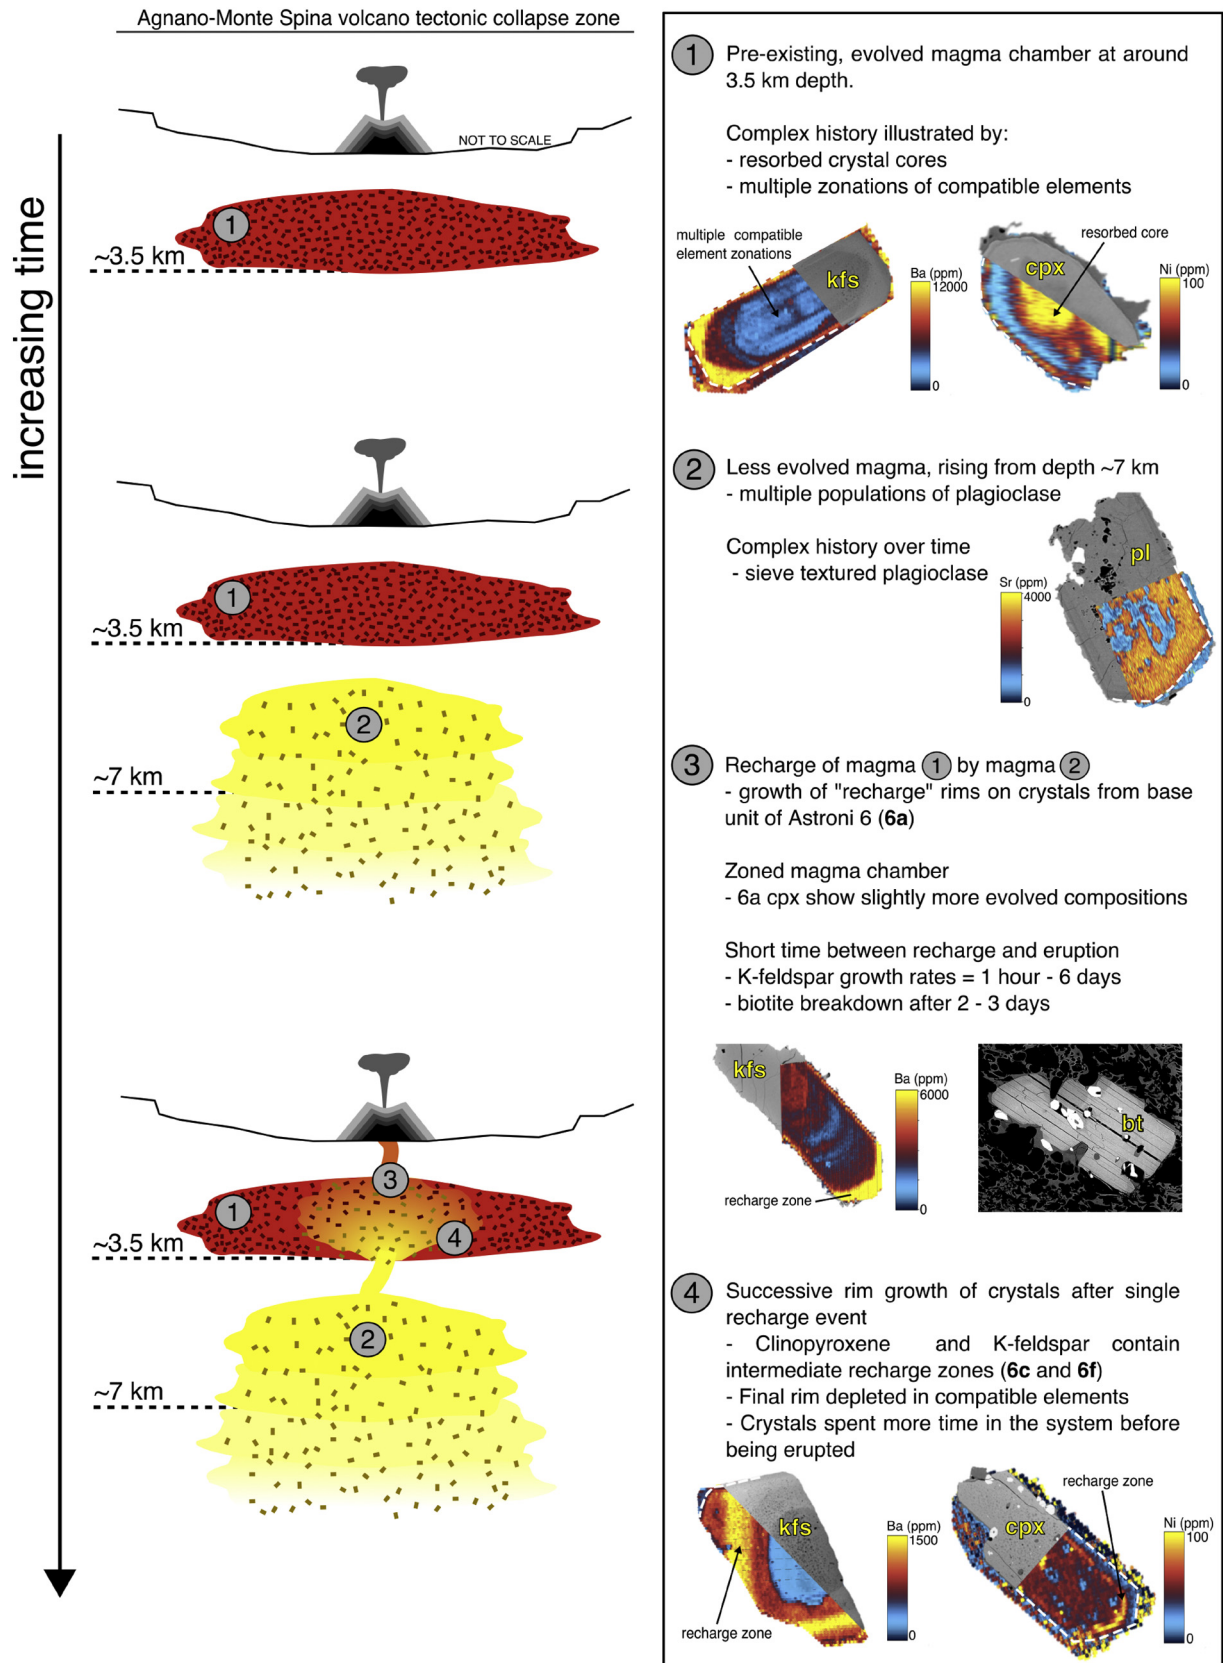 Agnano-Monte Spina volcano tectonic collapse zone
increasing time
NOT TO SCALE
1
~3.5 km
1
~3.5 km
2
~7 km
3
1
4
~3.5 km
2
~7 km
1 Pre-existing, evolved magma chamber at around
3.5 km depth.
Complex history illustrated by:
- resorbed crystal cores
- multiple zonations of compatible elements
multiple compatible
element zonations
kfs
Ba (ppm)
12000
0
resorbed core
cpx
Ni (ppm)
100
0
2 Less evolved magma, rising from depth ~7 km
- multiple populations of plagioclase
Complex history over time
- sieve textured plagioclase
pl
Sr (ppm)
4000
0
3 Recharge of magma 1 by magma 2
- growth of "recharge" rims on crystals from base
unit of Astroni 6 (6a)
Zoned magma chamber
- 6a cpx show slightly more evolved compositions
Short time between recharge and eruption
- K-feldspar growth rates = 1 hour - 6 days
- biotite breakdown after 2 - 3 days
kfs
Ba (ppm)
6000
0
recharge zone
bt
4 Successive rim growth of crystals after single
recharge event
- Clinopyroxene and K-feldspar contain
intermediate recharge zones (6c and 6f)
- Final rim depleted in compatible elements
- Crystals spent more time in the system before
being erupted
kfs
Ba (ppm)
1500
0
recharge zone
recharge zone
cpx
Ni (ppm)
100
0